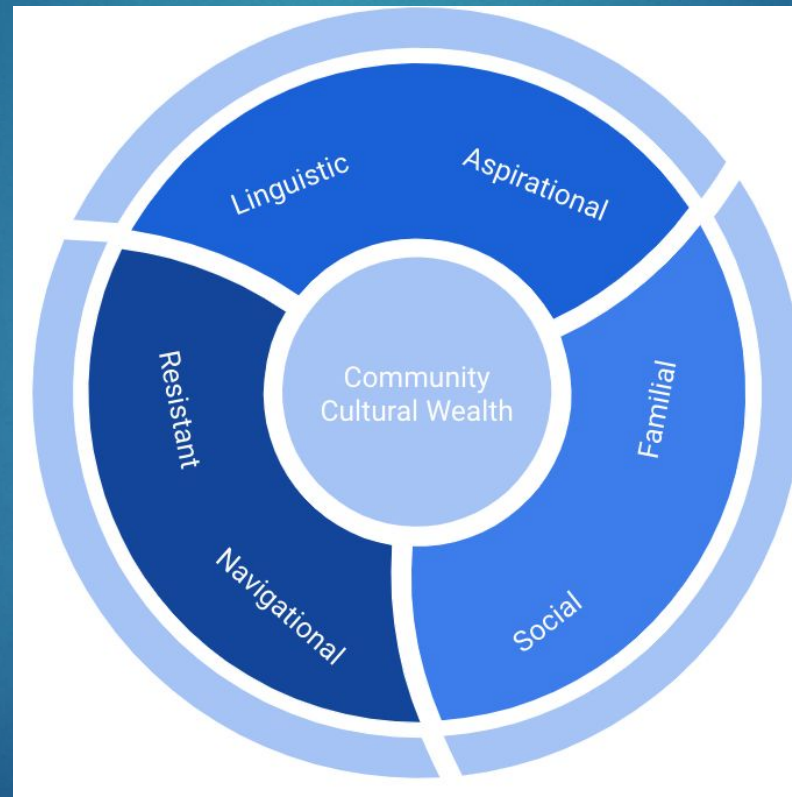 Linguistic
Aspirational
Resistant
Community
Cultural Wealth
Familial
Navigational
Social